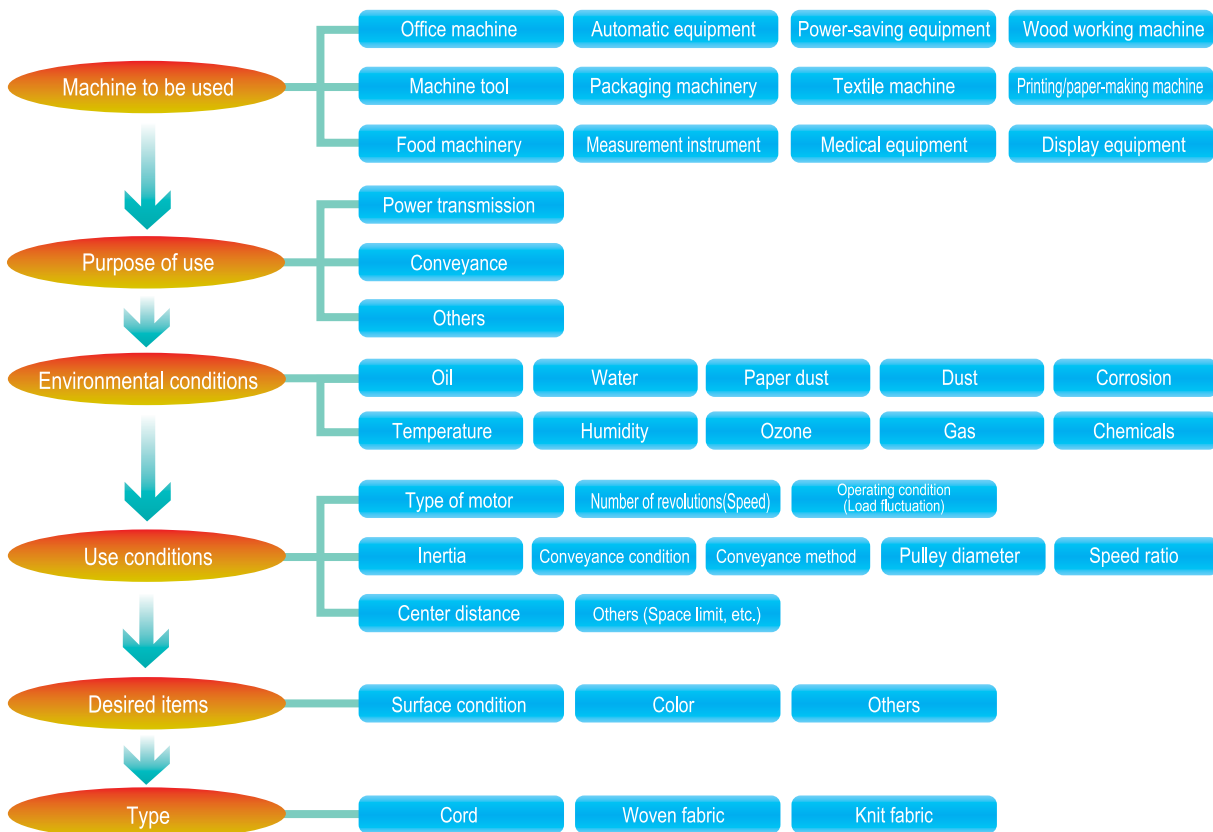 Office machine
Automatic equipment
Power-saving equipment
Wood working machine
Machine to be used
Machine tool
Packaging machinery
Textile machine
Printing/paper-making machine
Food machinery
Measurement instrument
Medical equipment
Display equipment
Power transmission
Purpose of use
Conveyance
Others
Environmental conditions
Oil
Water
Paper dust
Dust
Corrosion
Temperature
Humidity
Ozone
Gas
Chemicals
Type of motor
Number of revolutions(Speed)
Operating condition
(Load fluctuation)
Use conditions
Inertia
Conveyance condition
Conveyance method
Pulley diameter
Speed ratio
Center distance
Others (Space limit, etc.)
Desired items
Surface condition
Color
Others
Type
Cord
Woven fabric
Knit fabric